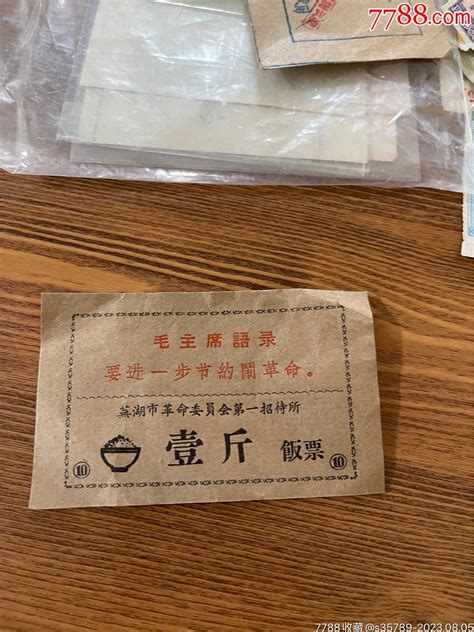 7788.com
毛主席語录
要进一步节約鬧革命。
蕪湖市革命委員会第一招待所
壹斤 飯票
10 10
7788收藏@s35789-2023.08.05